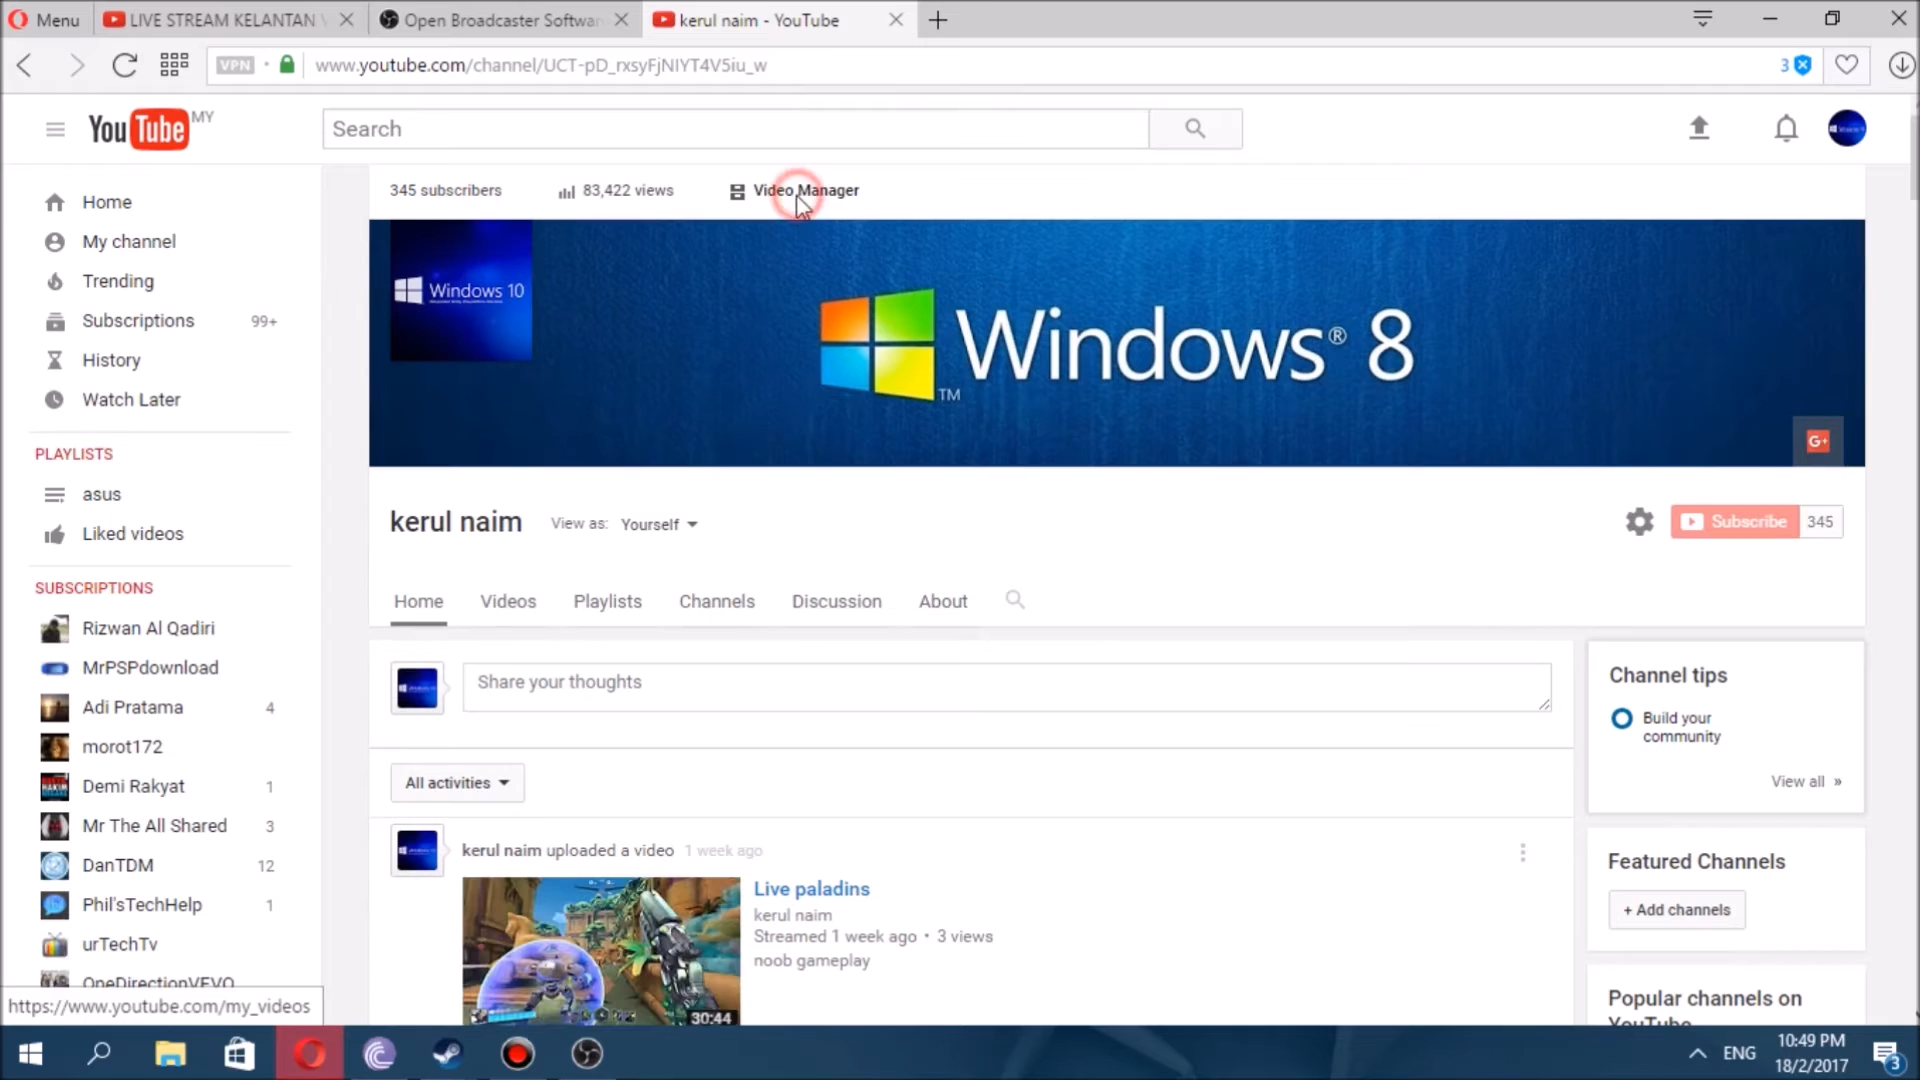 Menu
LIVE STREAM KELANTAN
Open Broadcaster Softwar
kerul naim - YouTube
VPN
www.youtube.com/channel/UCT-pD_rxsyFjNIYT4V5iu_w
3
YouTube MY
Search
345 subscribers
83,422 views
Video Manager
Home
My channel
Trending
Subscriptions 99+
History
Watch Later
PLAYLISTS
asus
Liked videos
SUBSCRIPTIONS
Rizwan Al Qadiri
MrPSPdownload
Adi Pratama 4
morot172
Demi Rakyat 1
Mr The All Shared 3
DanTDM 12
Phil'sTechHelp 1
urTechTv
OneDirectionVEVO
https://www.youtube.com/my_videos
Windows 10
Windows® 8
TM
G+
kerul naim
View as: Yourself
Subscribe 345
Home Videos Playlists Channels Discussion About
Share your thoughts
All activities
kerul naim uploaded a video 1 week ago
Live paladins
kerul naim
Streamed 1 week ago • 3 views
noob gameplay
30:44
Channel tips
Build your
community
View all »
Featured Channels
+ Add channels
Popular channels on
YouTube
ENG
10:49 PM
18/2/2017
3